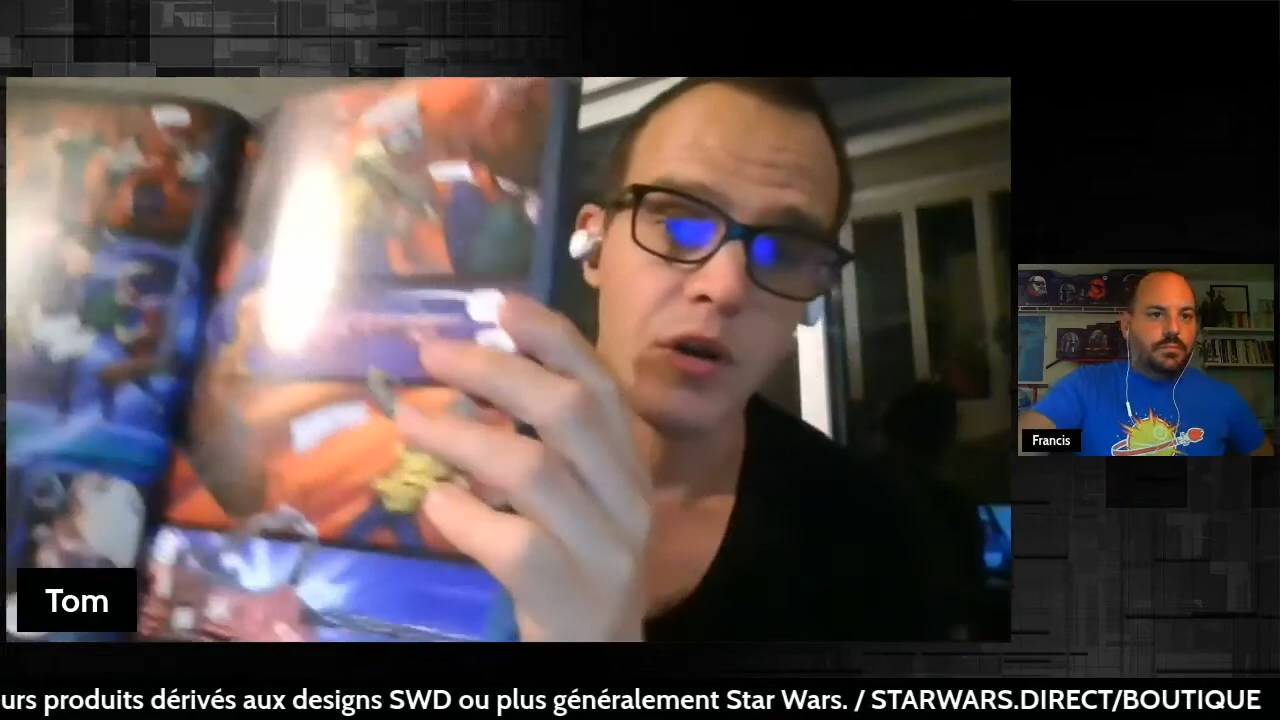 Francis
Tom
urs produits dérivés aux designs SWD ou plus généralement Star Wars. / STARWARS.DIRECT/BOUTIQUE